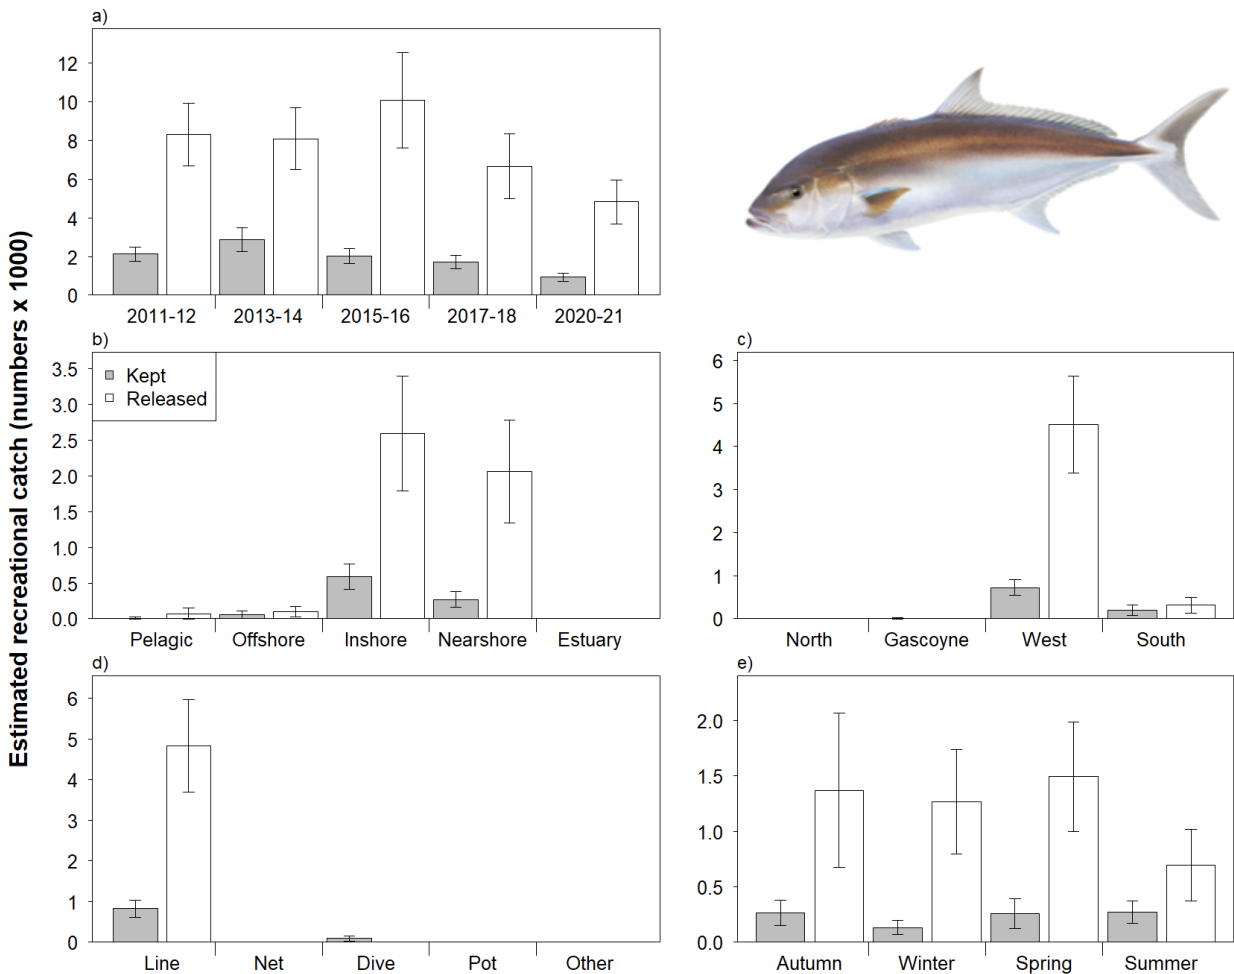 Estimated recreational catch (numbers x 1000)
a)
12
10
8
6
4
2
0
2011-12 2013-14 2015-16 2017-18 2020-21
b)
Kept
Released
3.5
3.0
2.5
2.0
1.5
1.0
0.5
0.0
Pelagic Offshore Inshore Nearshore Estuary
c)
6
5
4
3
2
1
0
North Gascoyne West South
d)
6
5
4
3
2
1
0
Line Net Dive Pot Other
e)
2.0
1.5
1.0
0.5
0.0
Autumn Winter Spring Summer